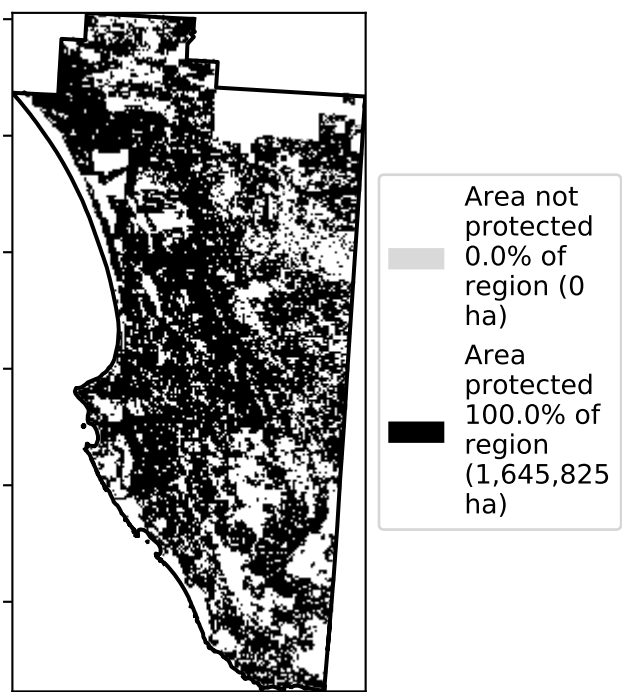 Area not
protected
0.0% of
region (0
ha)
Area
protected
100.0% of
region
(1,645,825
ha)